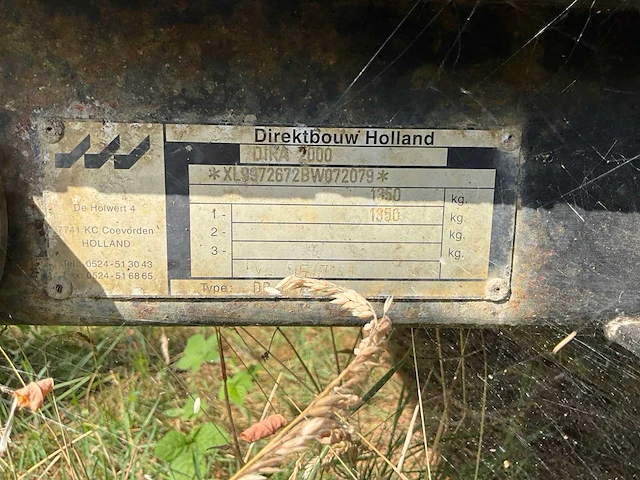 Direktbouw Holland
DIKA 2000
*XL9972672BW072079*
1350 kg.
1 - 1350 kg.
2 - kg.
3 - kg.
Type:
De Holwert 4
7741 KC Coevorden
HOLLAND
Tel. 0524-513043
0524-516865